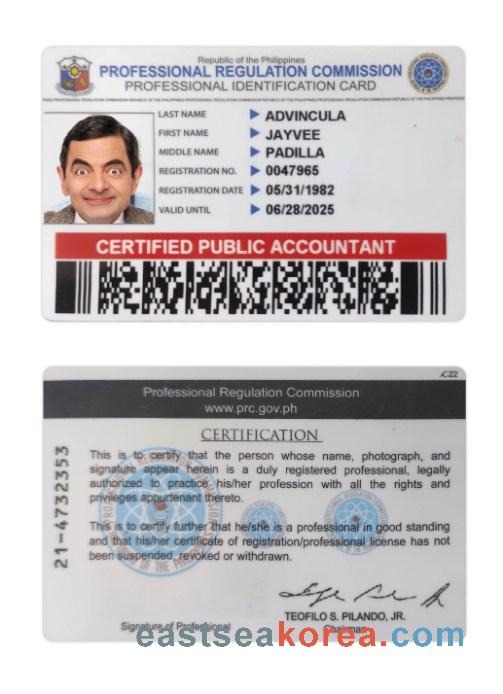 Republic of the Philippines
PROFESSIONAL REGULATION COMMISSION
PROFESSIONAL IDENTIFICATION CARD
LAST NAME ADVINCULA
FIRST NAME JAYVEE
MIDDLE NAME PADILLA
REGISTRATION NO. 0047965
REGISTRATION DATE 05/31/1982
VALID UNTIL 06/28/2025
CERTIFIED PUBLIC ACCOUNTANT
Professional Regulation Commission
www.prc.gov.ph
CERTIFICATION
21-4732353
This is to certify that the person whose name, photograph, and
signature appear herein is a duly registered professional, legally
authorized to practice his/her profession with all the rights and
privileges appurtenant thereto.
This is to certify further that he/she is a professional in good standing
and that his/her certificate of registration/professional license has not
been suspended, revoked or withdrawn.
TEOFILO S. PILANDO, JR.
Signature of Professional Chairman
eastseakorea.com